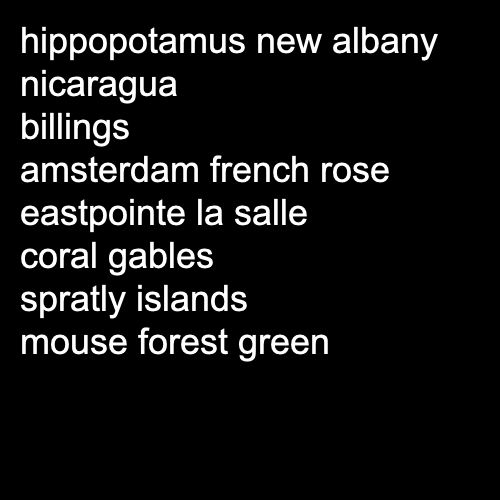 hippopotamus new albany
nicaragua
billings
amsterdam french rose
eastpointe la salle
coral gables
spratly islands
mouse forest green